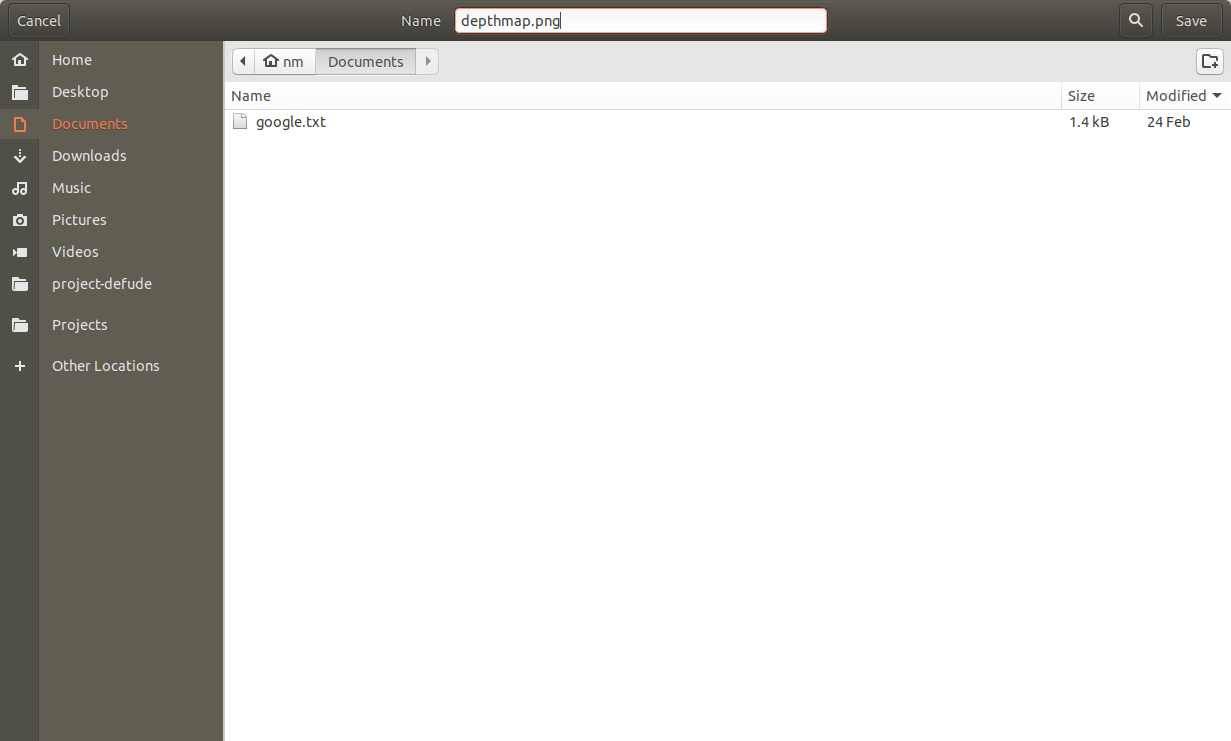 Cancel Name depthmap.png Save
Home
Desktop
Documents
Downloads
Music
Pictures
Videos
project-defude
Projects
Other Locations
nm Documents
Name Size Modified
google.txt 1.4 kB 24 Feb